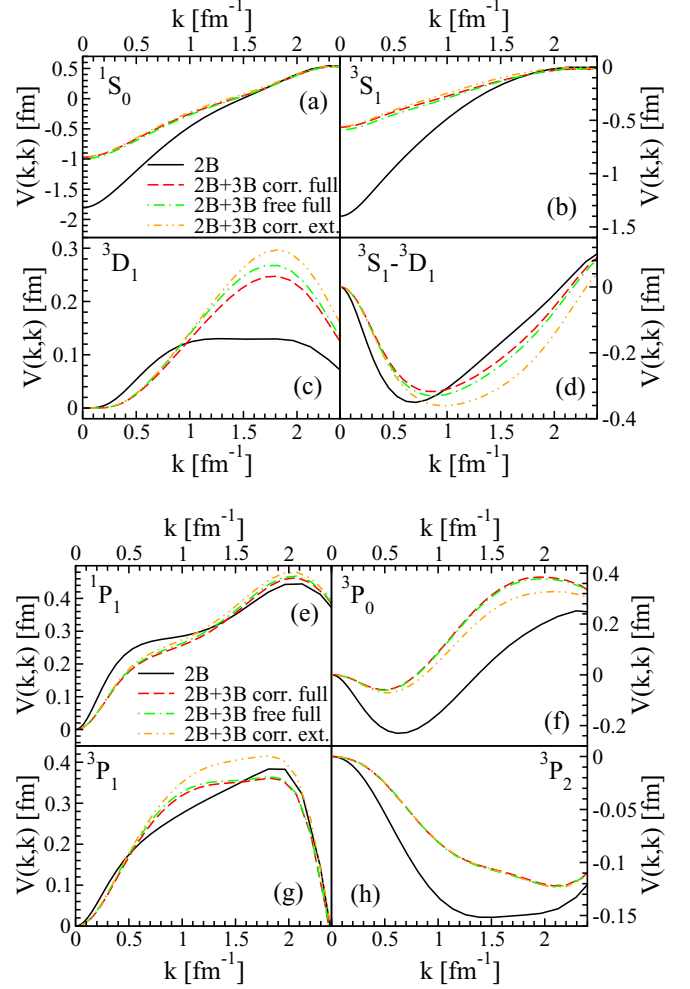 k [fm⁻¹] k [fm⁻¹]
0 0.5 1 1.5 2 0 0.5 1 1.5 2
¹S₀ (a)
V(k,k) [fm]
0.5
0
-0.5
-1
-1.5
-2
2B
2B+3B corr. full
2B+3B free full
2B+3B corr. ext.
³S₁ (b)
V(k,k) [fm]
0
-0.5
-1
-1.5
³D₁ (c)
V(k,k) [fm]
0.3
0.2
0.1
0
³S₁-³D₁ (d)
V(k,k) [fm]
0
-0.2
-0.4
0 0.5 1 1.5 2 0 0.5 1 1.5 2
k [fm⁻¹] k [fm⁻¹]
k [fm⁻¹] k [fm⁻¹]
0 0.5 1 1.5 2 0 0.5 1 1.5 2
¹P₁ (e)
V(k,k) [fm]
0.4
0.3
0.2
0.1
0
2B
2B+3B corr. full
2B+3B free full
2B+3B corr. ext.
³P₀ (f)
V(k,k) [fm]
0.4
0.2
0
-0.2
³P₁ (g)
V(k,k) [fm]
0.4
0.3
0.2
0.1
0
³P₂ (h)
V(k,k) [fm]
0
-0.05
-0.1
-0.15
0 0.5 1 1.5 2 0 0.5 1 1.5 2
k [fm⁻¹] k [fm⁻¹]